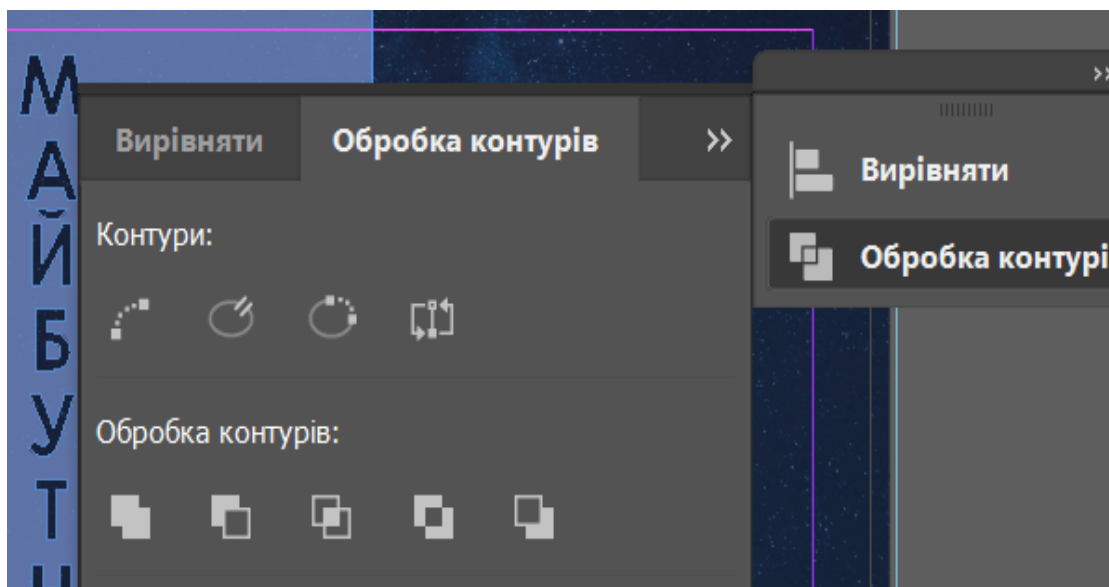 М
А
Й
Б
У
Т
Вирівняти
Обробка контурів
Контури:
Обробка контурів:
Вирівняти
Обробка контурі